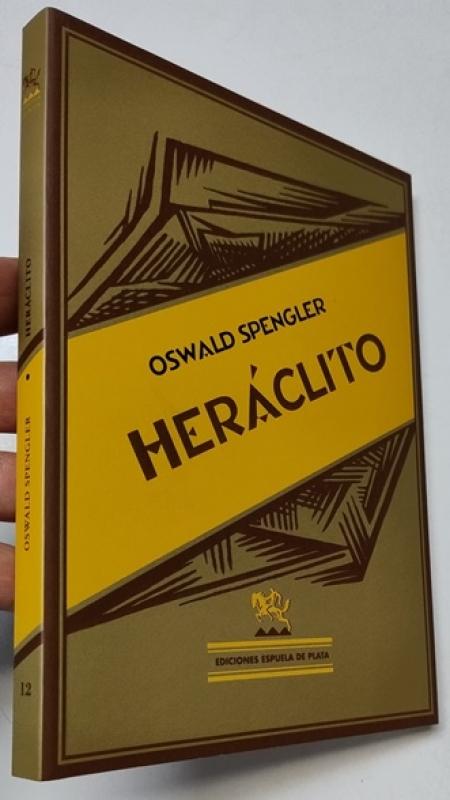 OSWALD SPENGLER
HERÁCLITO
EDICIONES ESPUELA DE PLATA
OSWALD SPENGLER • HERÁCLITO
12